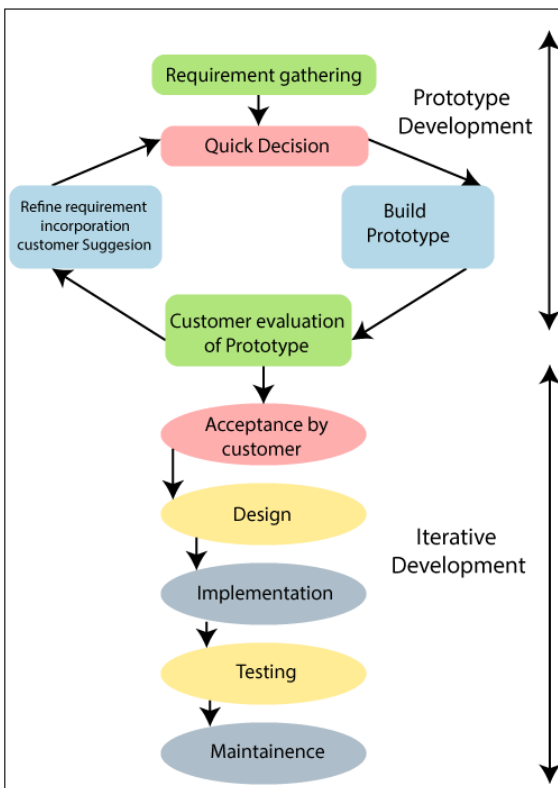 Requirement gathering
Prototype
Development
Quick Decision
Refine requirement
incorporation
customer Suggesion
Build
Prototype
Customer evaluation
of Prototype
Acceptance by
customer
Design
Iterative
Development
Implementation
Testing
Maintainence